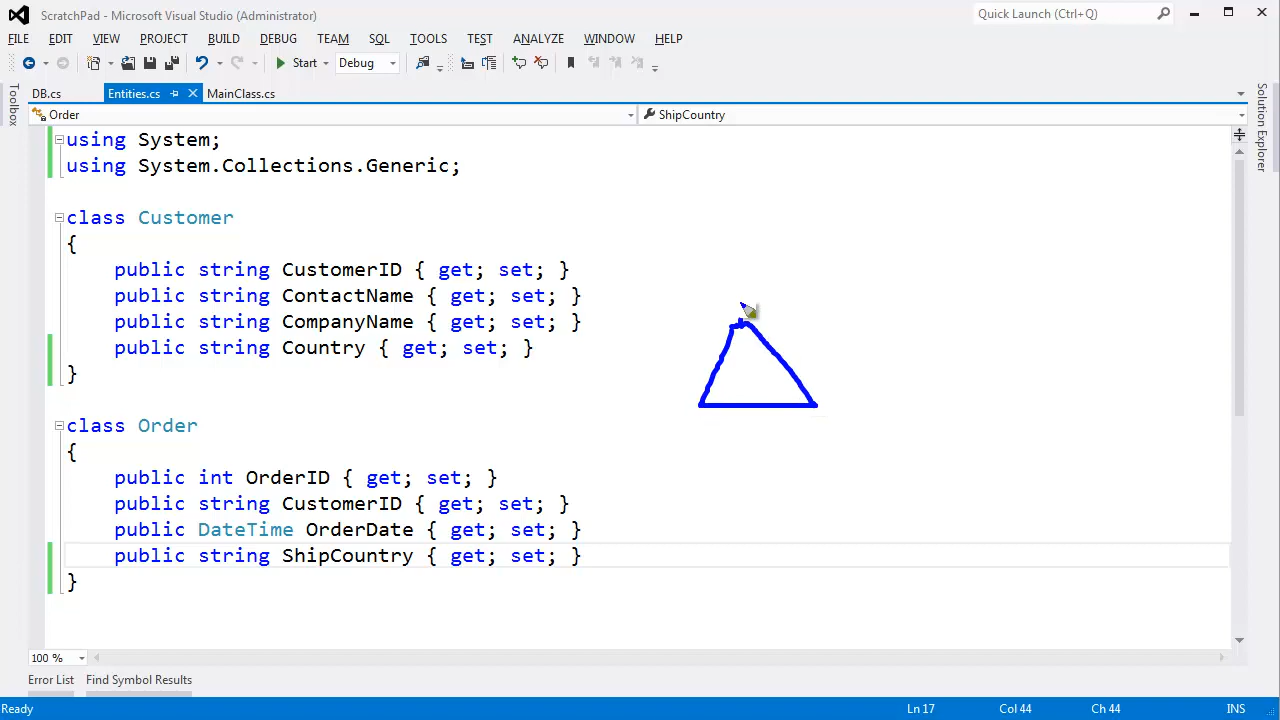 ScratchPad - Microsoft Visual Studio (Administrator)
Quick Launch (Ctrl+Q)
FILE EDIT VIEW PROJECT BUILD DEBUG TEAM SQL TOOLS TEST ANALYZE WINDOW HELP
Start Debug
Toolbox
DB.cs Entities.cs MainClass.cs
Solution Explorer
Order ShipCountry
using System;
using System.Collections.Generic;
class Customer
{
public string CustomerID { get; set; }
public string ContactName { get; set; }
public string CompanyName { get; set; }
public string Country { get; set; }
}
class Order
{
public int OrderID { get; set; }
public string CustomerID { get; set; }
public DateTime OrderDate { get; set; }
public string ShipCountry { get; set; }
}
100 %
Error List Find Symbol Results
Ready Ln 17 Col 44 Ch 44 INS